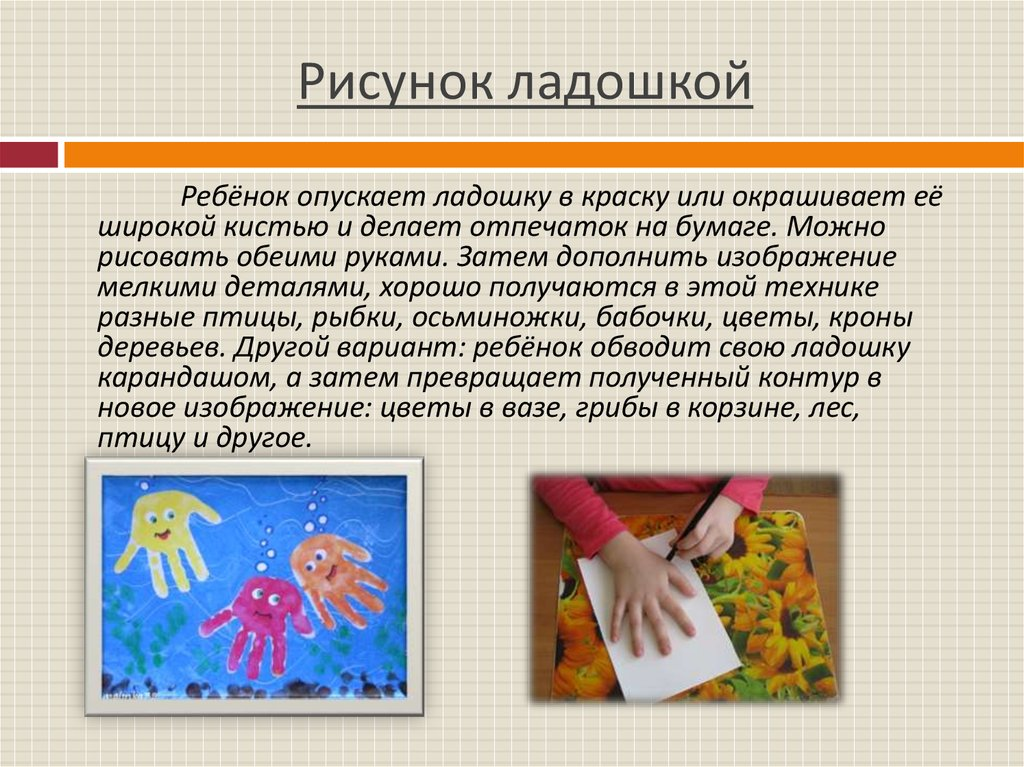 Рисунок ладошкой
Ребёнок опускает ладошку в краску или окрашивает её
широкой кистью и делает отпечаток на бумаге. Можно
рисовать обеими руками. Затем дополнить изображение
мелкими деталями, хорошо получаются в этой технике
разные птицы, рыбки, осьминожки, бабочки, цветы, кроны
деревьев. Другой вариант: ребёнок обводит свою ладошку
карандашом, а затем превращает полученный контур в
новое изображение: цветы в вазе, грибы в корзине, лес,
птицу и другое.